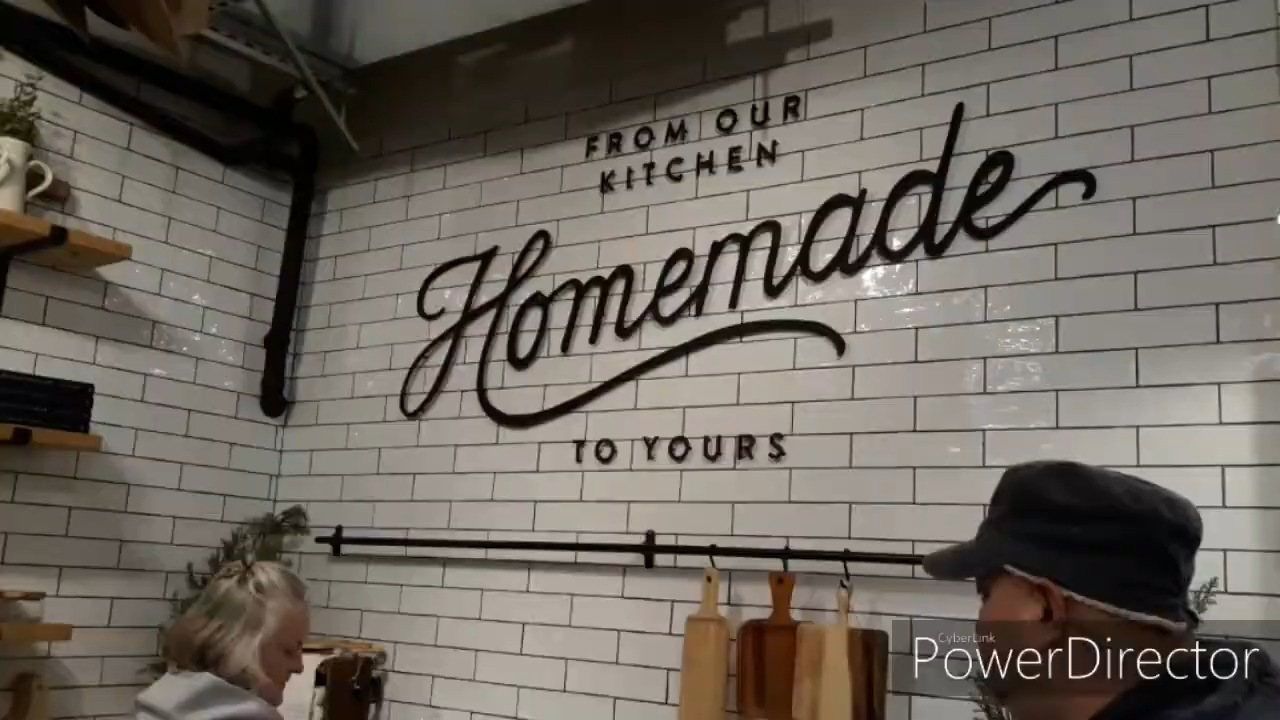 FROM OUR
KITCHEN
Homemade
TO YOURS
CyberLink
PowerDirector